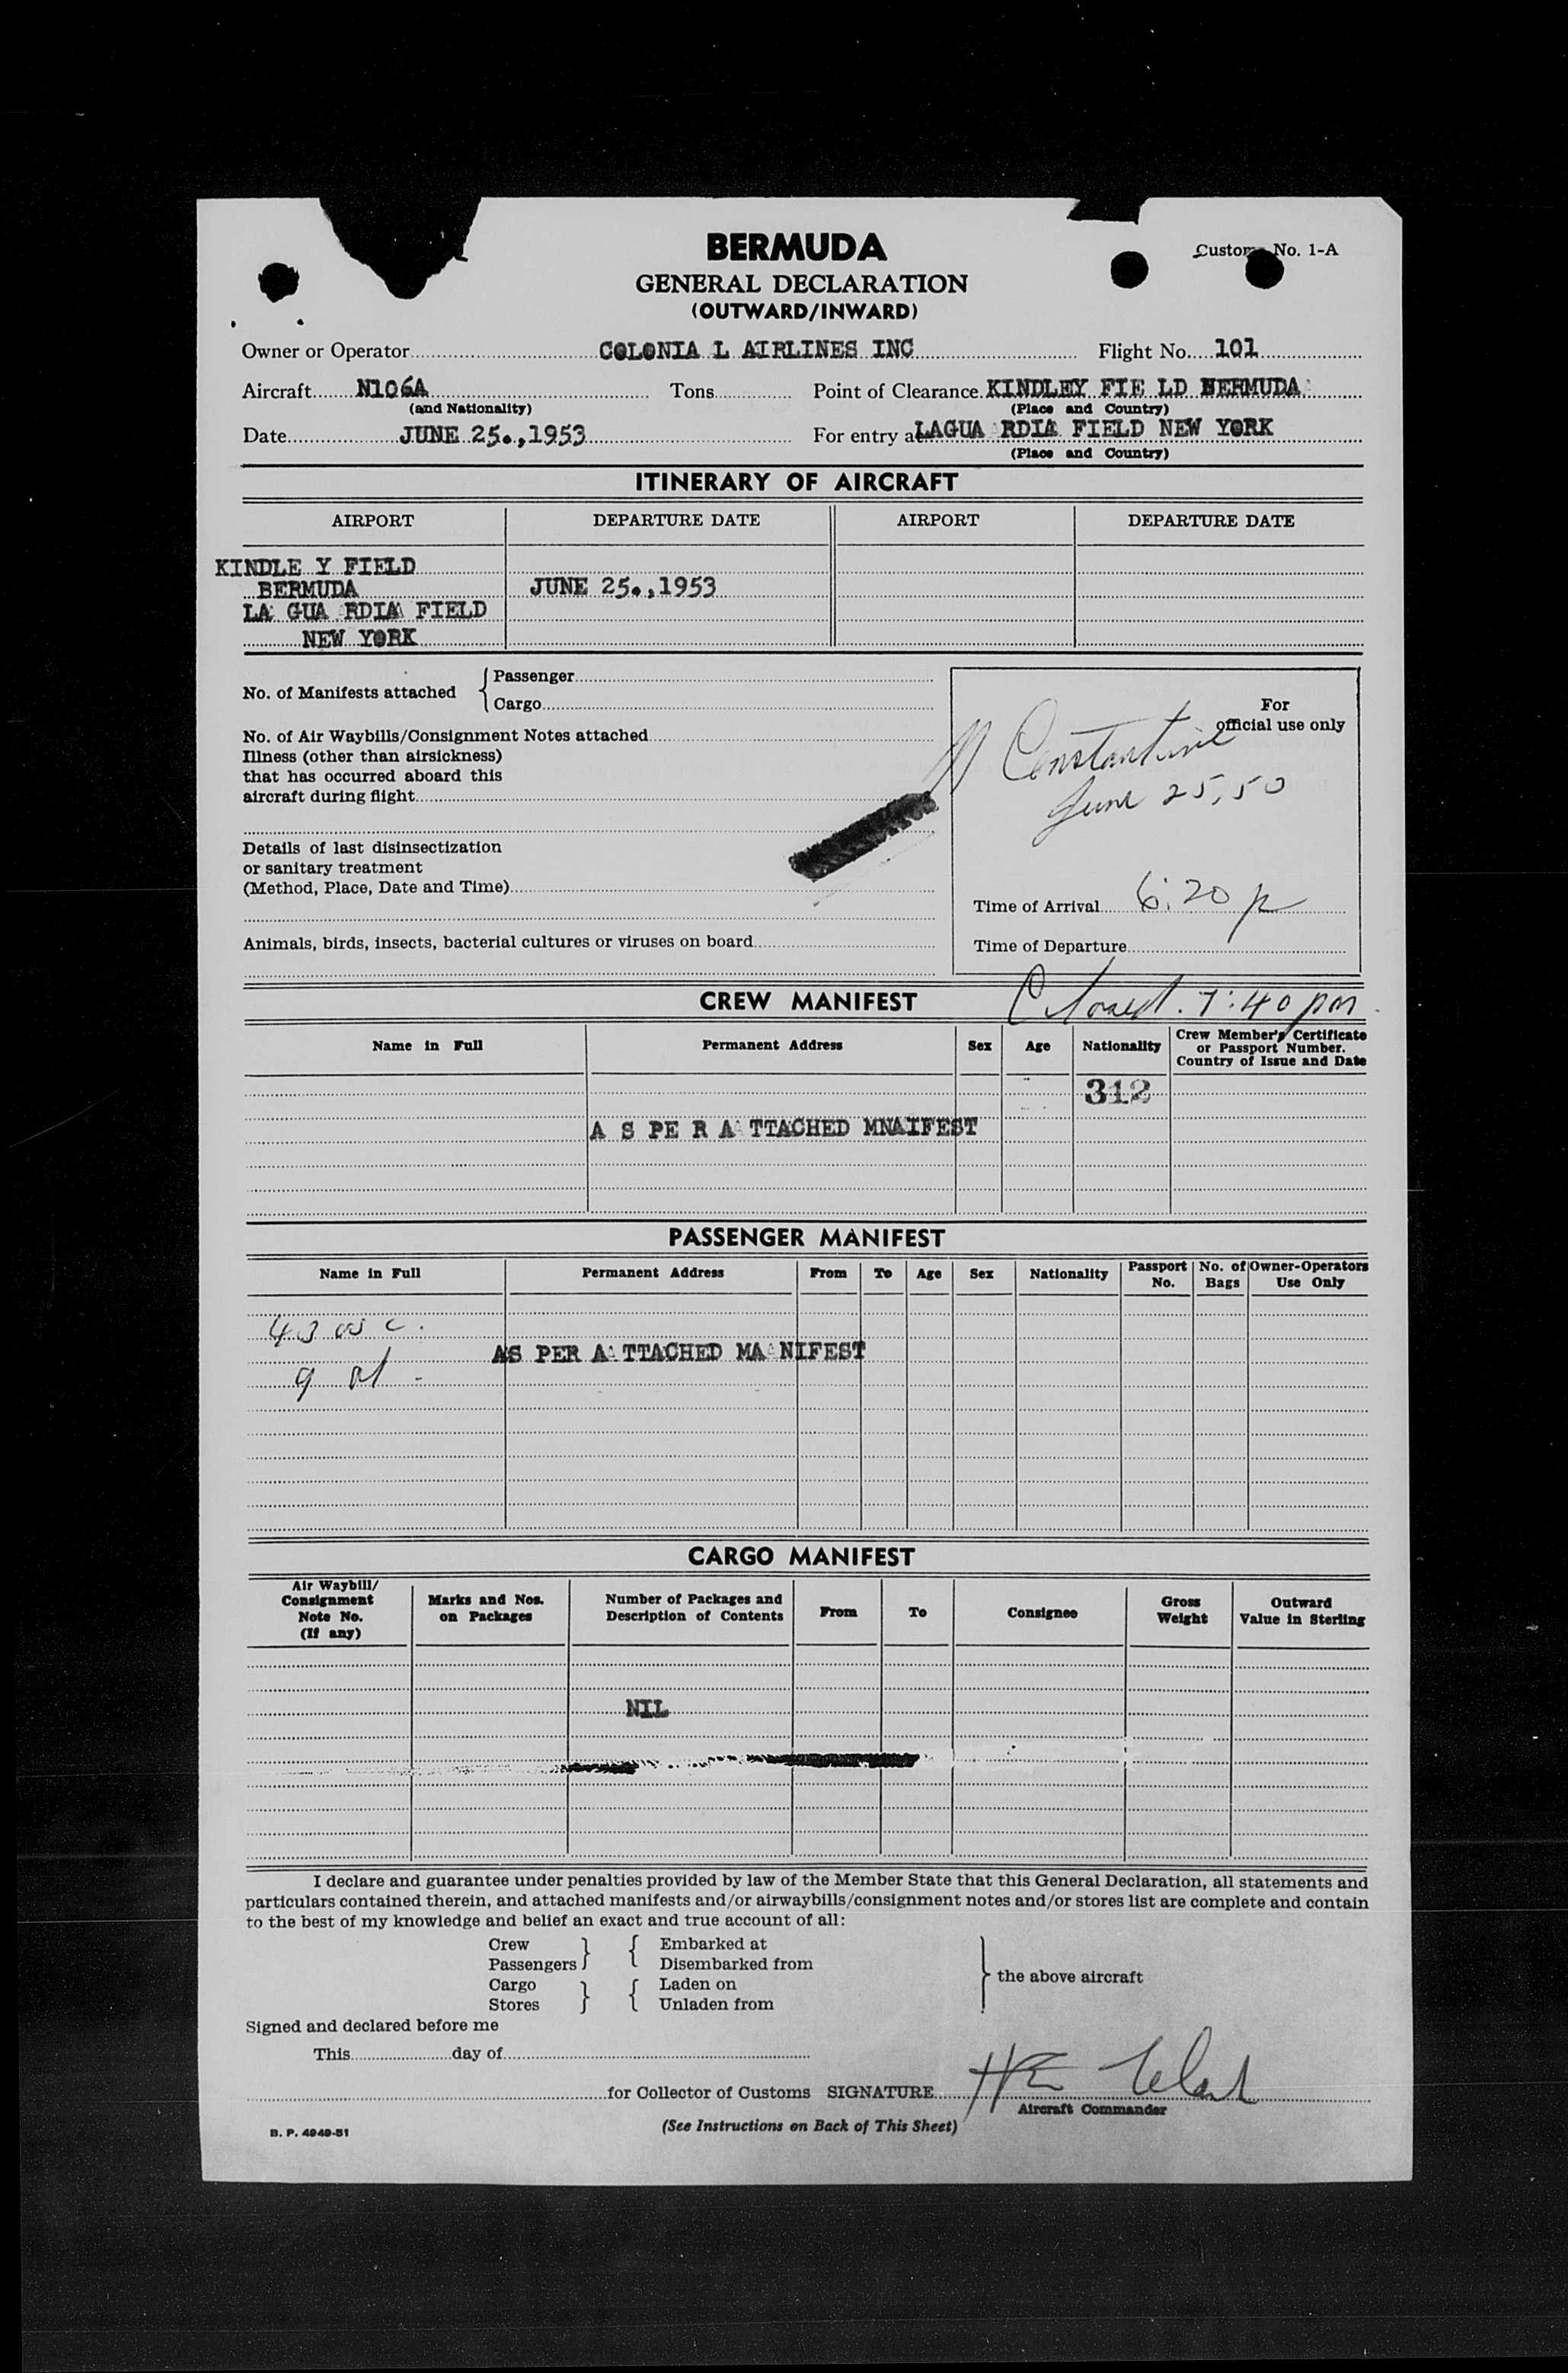 BERMUDA
Customs No. 1-A
GENERAL DECLARATION
(OUTWARD/INWARD)
Owner or Operator COLONIA L AIRLINES INC Flight No. 101
Aircraft N106A Tons Point of Clearance KINDLEY FIE LD BERMUDA
(and Nationality) (Place and Country)
Date JUNE 25.,1953 For entry at LAGUA RDIA FIELD NEW YORK
(Place and Country)
ITINERARY OF AIRCRAFT
AIRPORT DEPARTURE DATE AIRPORT DEPARTURE DATE
KINDLE Y FIELD
BERMUDA JUNE 25.,1953
LA GUA RDIA FIELD
NEW YORK
No. of Manifests attached { Passenger
Cargo
No. of Air Waybills/Consignment Notes attached
Illness (other than airsickness)
that has occurred aboard this
aircraft during flight
Details of last disinsectization
or sanitary treatment
(Method, Place, Date and Time)
Animals, birds, insects, bacterial cultures or viruses on board
For
official use only
Constantine
June 25, 50
Time of Arrival 6:20 p
Time of Departure
Closed. 7:40 pm
CREW MANIFEST
Name in Full Permanent Address Sex Age Nationality Crew Member's Certificate
or Passport Number.
Country of Issue and Date
312
A S PE R A TTACHED MNAIFEST
PASSENGER MANIFEST
Name in Full Permanent Address From To Age Sex Nationality Passport No. No. of Bags Owner-Operators Use Only
43 us c.
9 al -
AS PER A TTACHED MA NIFEST
CARGO MANIFEST
Air Waybill/
Consignment
Note No.
(If any)
Marks and Nos.
on Packages
Number of Packages and
Description of Contents
From To Consignee
Gross
Weight
Outward
Value in Sterling
NIL
I declare and guarantee under penalties provided by law of the Member State that this General Declaration, all statements and
particulars contained therein, and attached manifests and/or airwaybills/consignment notes and/or stores list are complete and contain
to the best of my knowledge and belief an exact and true account of all:
Crew } { Embarked at
Passengers } { Disembarked from
Cargo } { Laden on
Stores } { Unladen from
} the above aircraft
Signed and declared before me
This day of
for Collector of Customs SIGNATURE
Aircraft Commander
(See Instructions on Back of This Sheet)
B. P. 4949-51